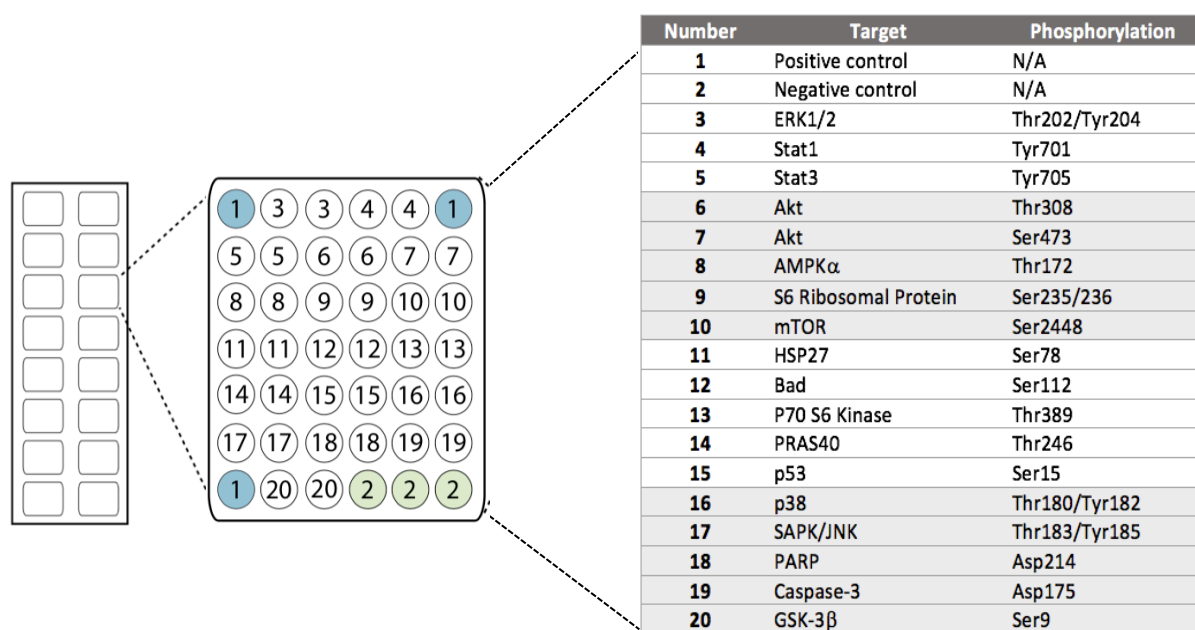 Number Target Phosphorylation
1 Positive control N/A
2 Negative control N/A
3 ERK1/2 Thr202/Tyr204
4 Stat1 Tyr701
5 Stat3 Tyr705
6 Akt Thr308
7 Akt Ser473
8 AMPKα Thr172
9 S6 Ribosomal Protein Ser235/236
10 mTOR Ser2448
11 HSP27 Ser78
12 Bad Ser112
13 P70 S6 Kinase Thr389
14 PRAS40 Thr246
15 p53 Ser15
16 p38 Thr180/Tyr182
17 SAPK/JNK Thr183/Tyr185
18 PARP Asp214
19 Caspase-3 Asp175
20 GSK-3β Ser9
1 3 3 4 4 1
5 5 6 6 7 7
8 8 9 9 10 10
11 11 12 12 13 13
14 14 15 15 16 16
17 17 18 18 19 19
1 20 20 2 2 2